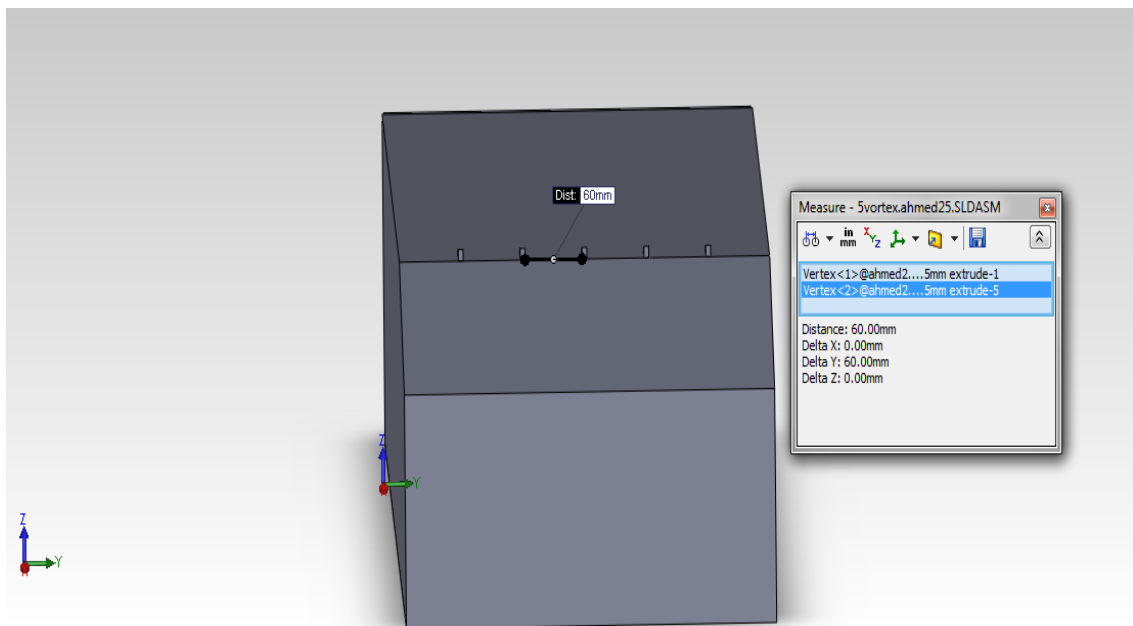 Dist: 60mm
Measure - 5vortex.ahmed25.SLDASM
in
mm
X
Y
Z
Vertex<1>@ahmed2....5mm extrude-1
Vertex<2>@ahmed2....5mm extrude-5
Distance: 60.00mm
Delta X: 0.00mm
Delta Y: 60.00mm
Delta Z: 0.00mm
Z
Y
Z
Y